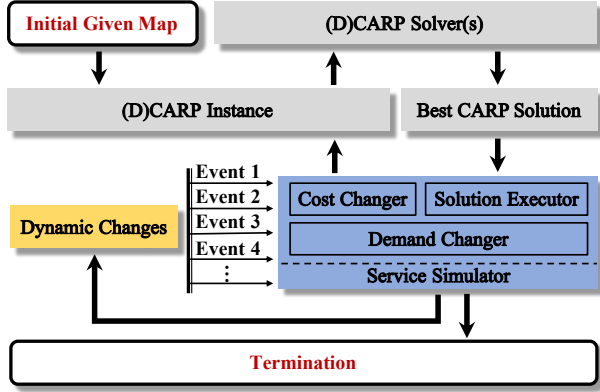 Initial Given Map
(D)CARP Solver(s)
(D)CARP Instance
Best CARP Solution
Event 1
Event 2
Event 3
Event 4
⋮
Dynamic Changes
Cost Changer
Solution Executor
Demand Changer
Service Simulator
Termination